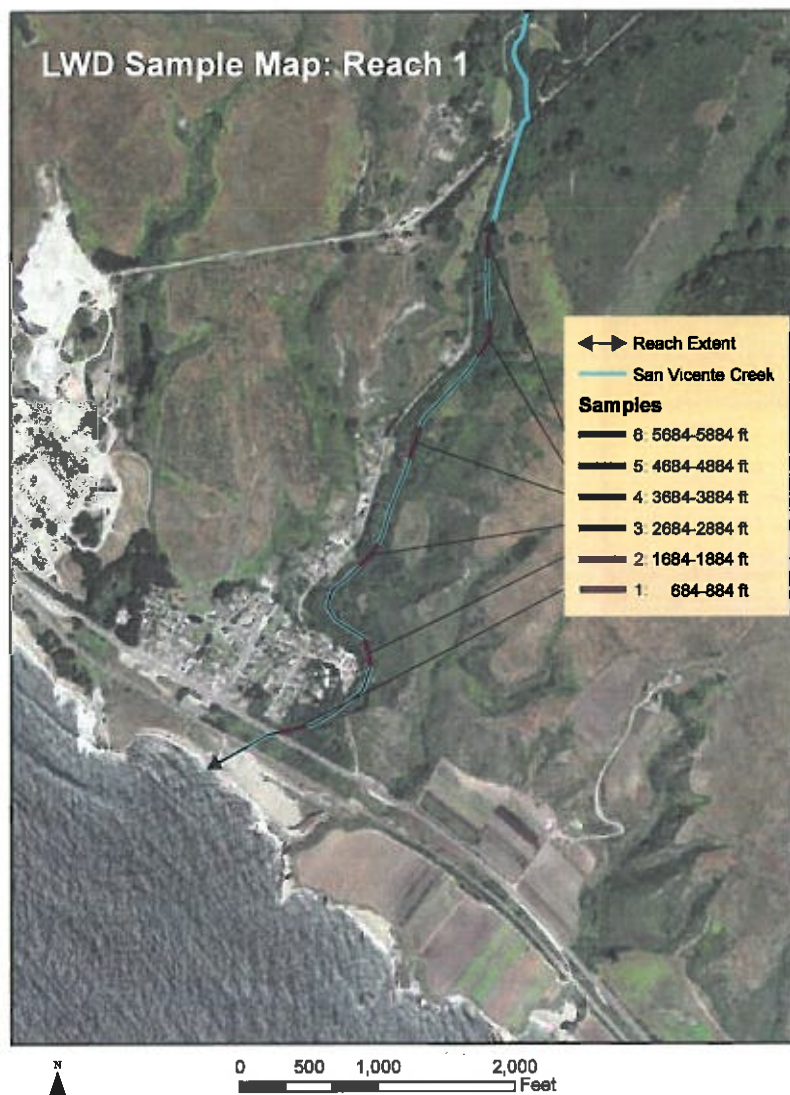 LWD Sample Map: Reach 1
Reach Extent
San Vicente Creek
Samples
6: 5684-5884 ft
5: 4684-4884 ft
4: 3684-3884 ft
3: 2684-2884 ft
2: 1684-1884 ft
1: 684-884 ft
N
0 500 1,000 2,000
Feet